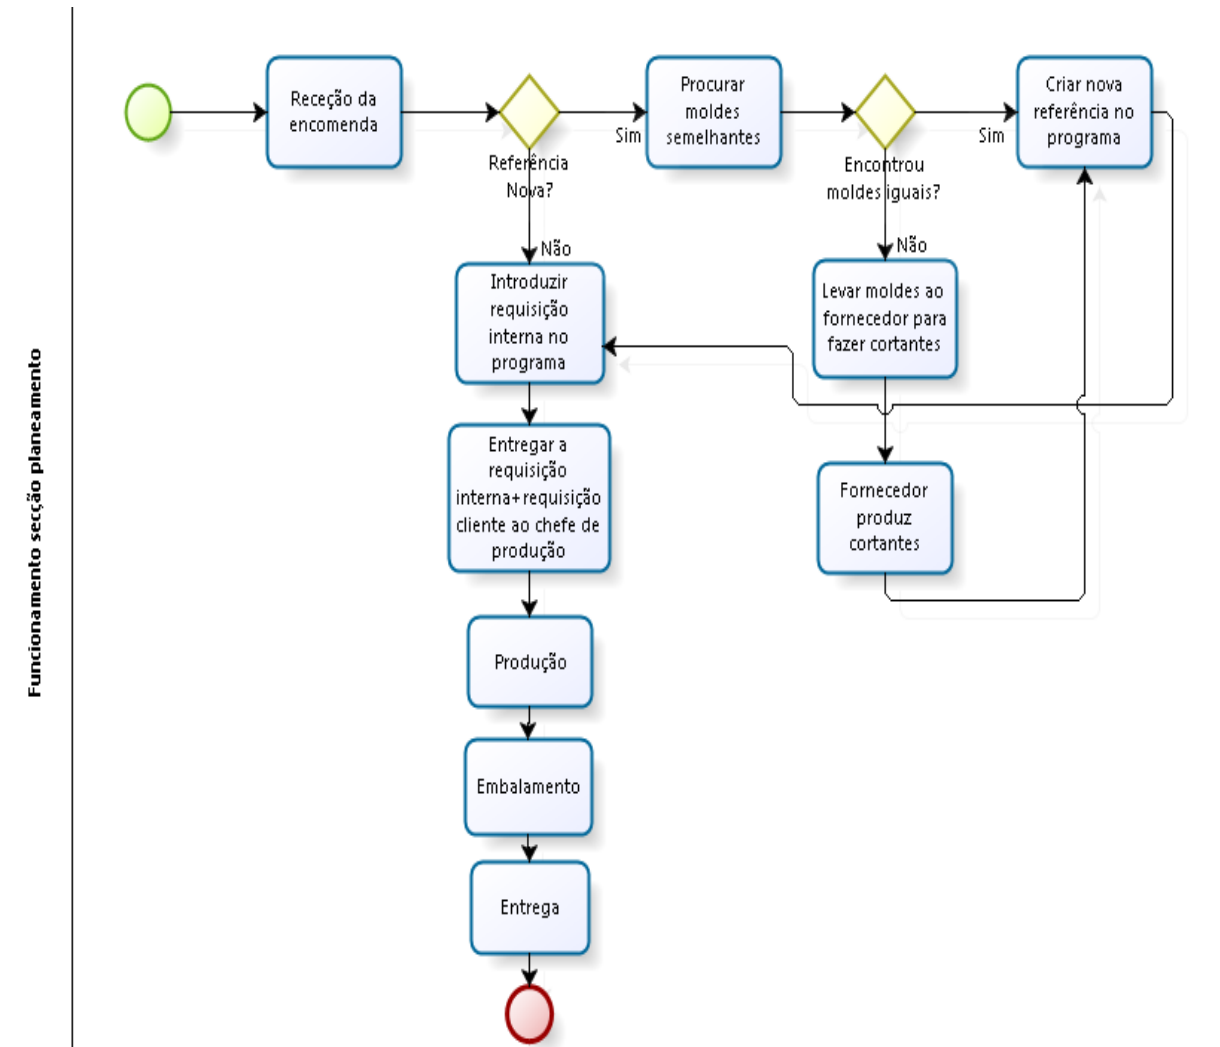 Funcionamento secção planeamento
Receção da
encomenda
Referência
Nova?
Sim
Não
Procurar
moldes
semelhantes
Encontrou
moldes iguais?
Sim
Não
Criar nova
referência no
programa
Introduzir
requisição
interna no
programa
Levar moldes ao
fornecedor para
fazer cortantes
Entregar a
requisição
interna+requisição
cliente ao chefe de
produção
Fornecedor
produz
cortantes
Produção
Embalamento
Entrega